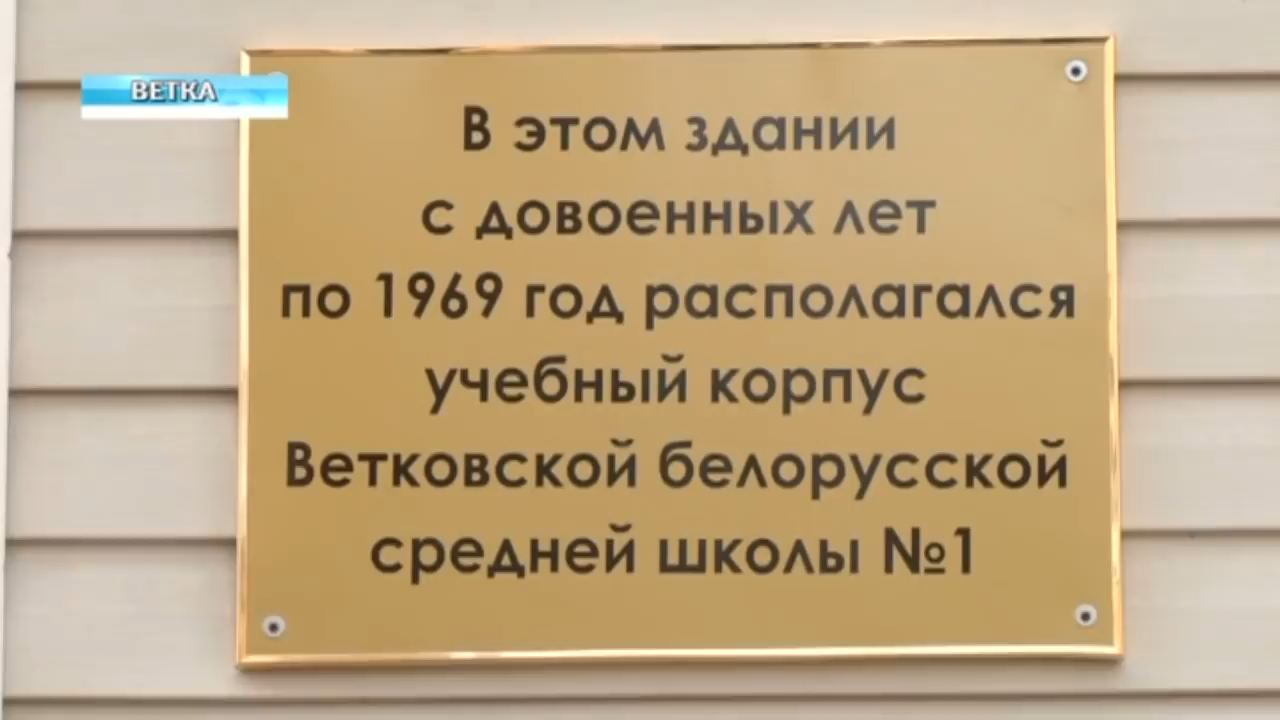 ВЕТКА
В этом здании
с довоенных лет
по 1969 год располагался
учебный корпус
Ветковской белорусской
средней школы №1